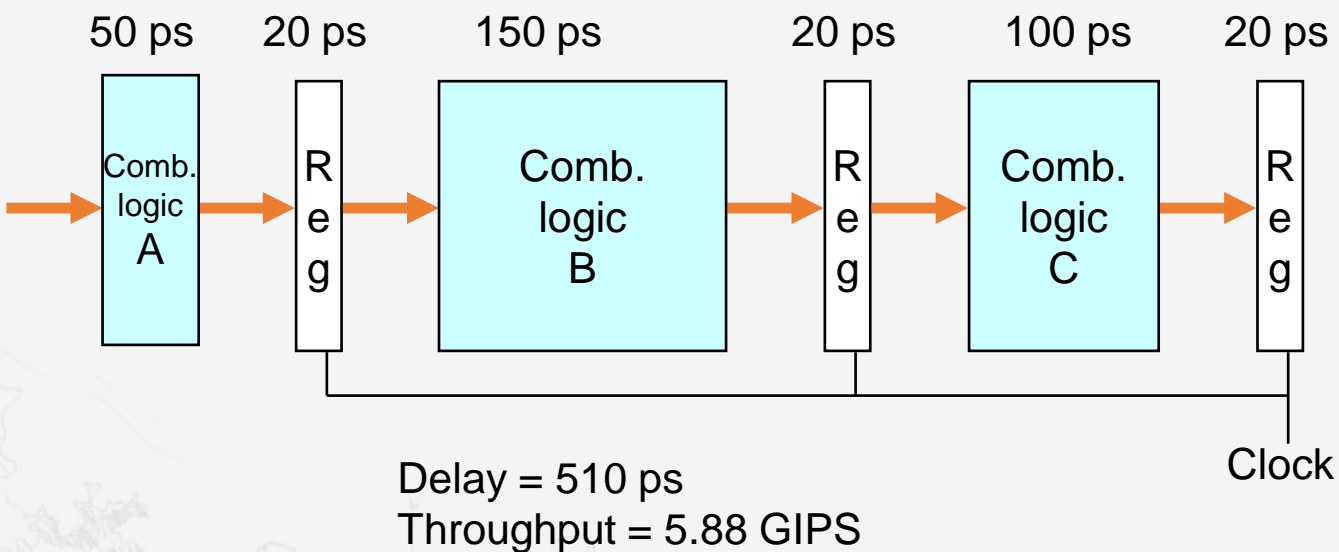 50 ps 20 ps 150 ps 20 ps 100 ps 20 ps
Comb.
logic
A
R
e
g
Comb.
logic
B
R
e
g
Comb.
logic
C
R
e
g
Clock
Delay = 510 ps
Throughput = 5.88 GIPS